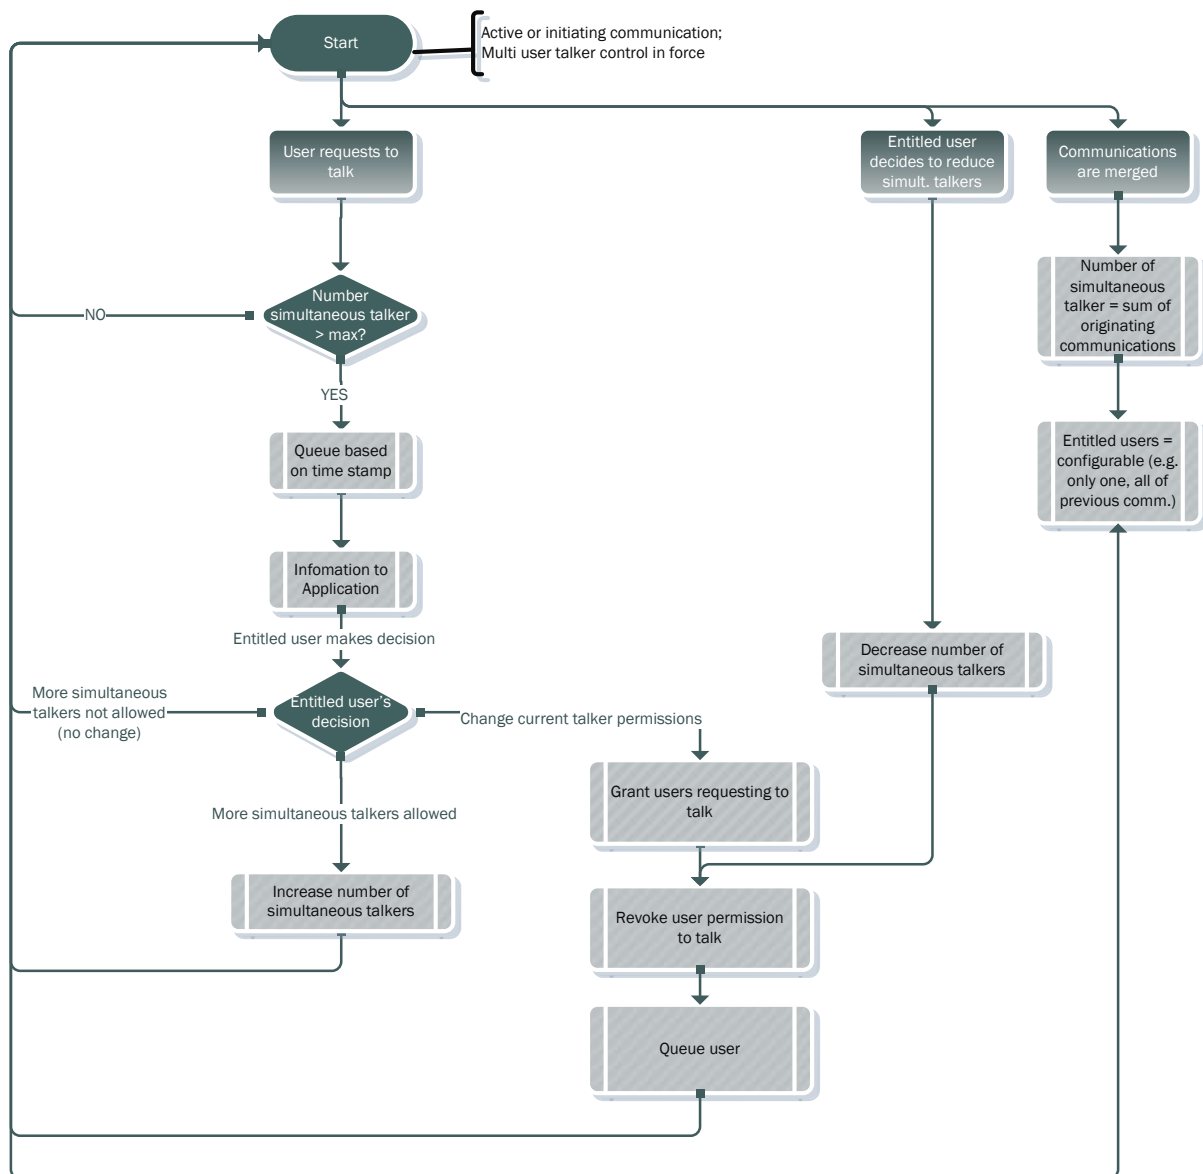 Start
Active or initiating communication;
Multi user talker control in force
User requests to
talk
Entitled user
decides to reduce
simult. talkers
Communications
are merged
Number
simultaneous talker
> max?
NO
YES
Number of
simultaneous
talker = sum of
originating
communications
Queue based
on time stamp
Entitled users =
configurable (e.g.
only one, all of
previous comm.)
Infomation to
Application
Entitled user makes decision
Decrease number of
simultaneous talkers
More simultaneous
talkers not allowed
(no change)
Entitled user's
decision
Change current talker permissions
Grant users requesting to
talk
More simultaneous talkers allowed
Increase number of
simultaneous talkers
Revoke user permission
to talk
Queue user